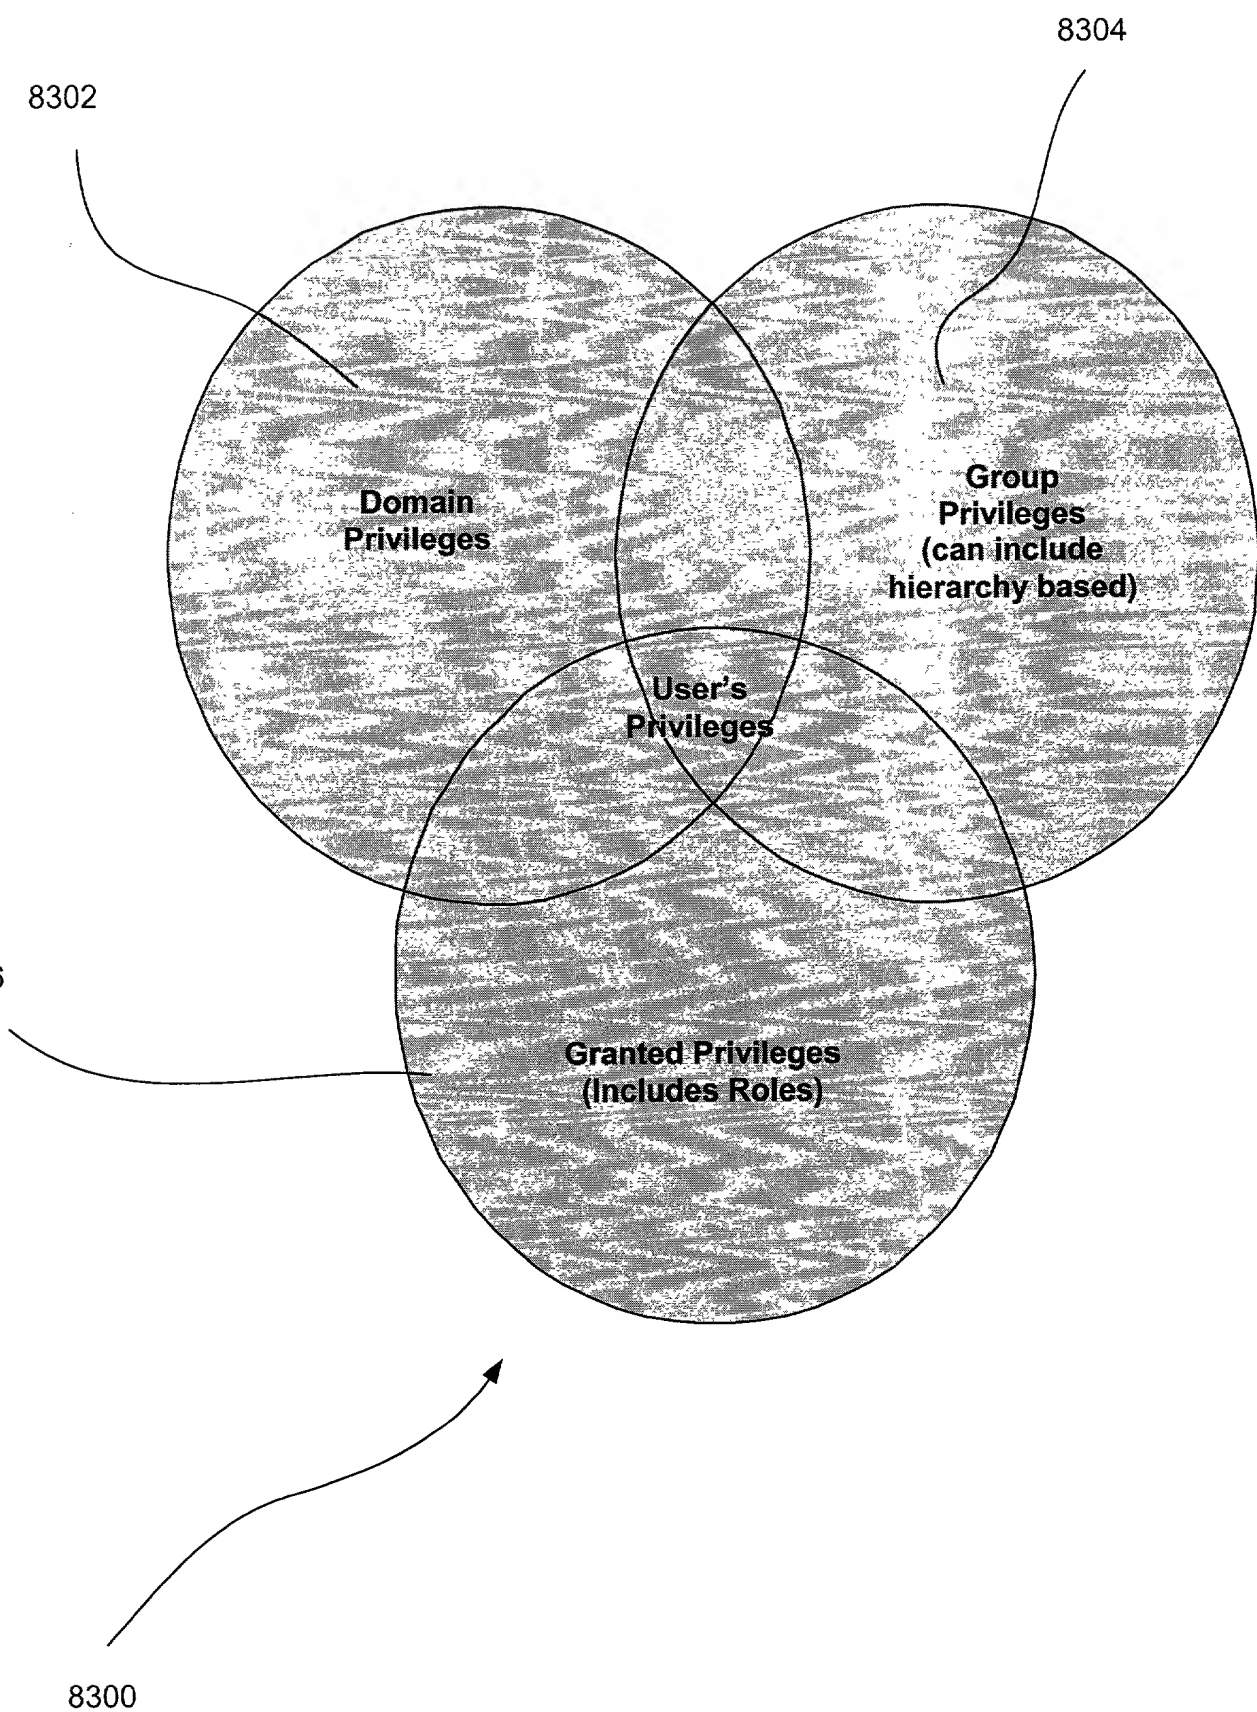 8304
8302
Domain
Privileges
Group
Privileges
(can include
hierarchy based)
User's
Privileges
Granted Privileges
(Includes Roles)
8300